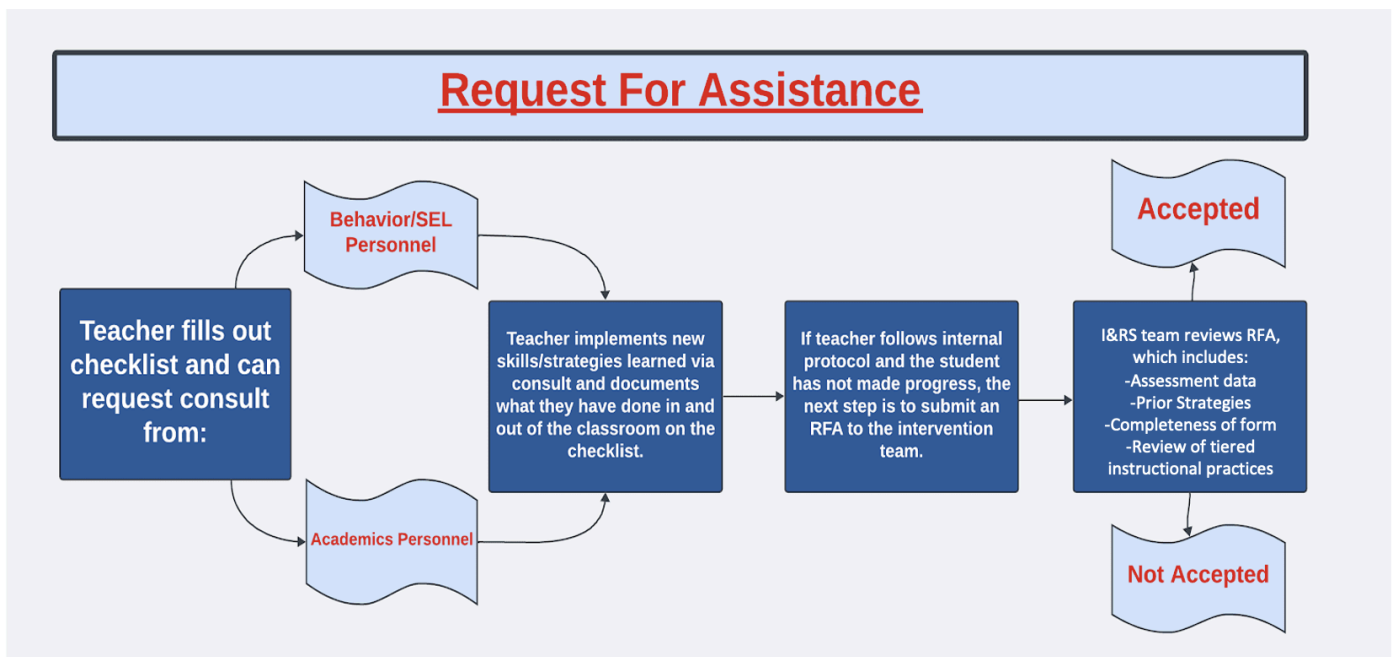 Request For Assistance
Behavior/SEL
Personnel
Accepted
Teacher fills out
checklist and can
request consult
from:
Teacher implements new
skills/strategies learned via
consult and documents
what they have done in and
out of the classroom on the
checklist.
If teacher follows internal
protocol and the student
has not made progress, the
next step is to submit an
RFA to the intervention
team.
I&RS team reviews RFA,
which includes:
-Assessment data
-Prior Strategies
-Completeness of form
-Review of tiered
instructional practices
Academics Personnel
Not Accepted